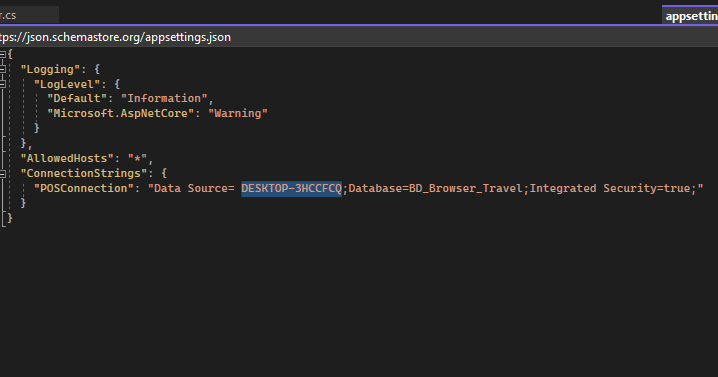 r.cs
appsettin
tps://json.schemastore.org/appsettings.json
{
"Logging": {
"LogLevel": {
"Default": "Information",
"Microsoft.AspNetCore": "Warning"
}
},
"AllowedHosts": "*",
"ConnectionStrings": {
"POSConnection": "Data Source= DESKTOP-3HCCFCQ;Database=BD_Browser_Travel;Integrated Security=true;"
}
}